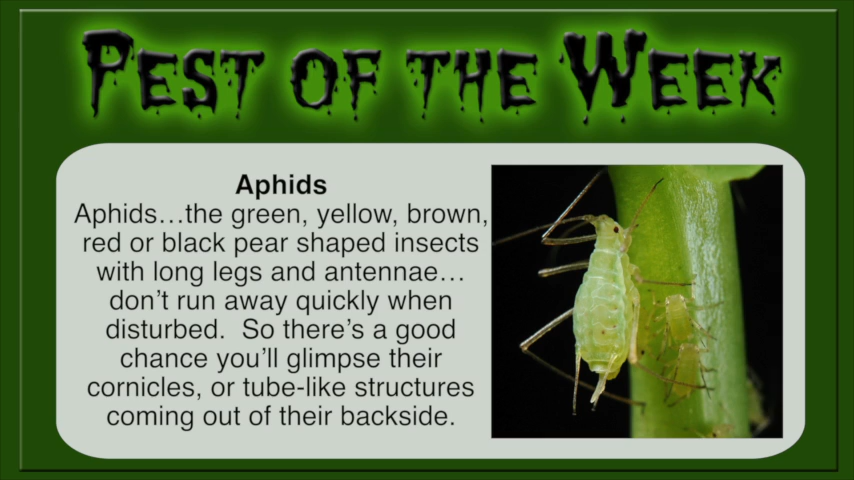 PEST OF THE WEEK
Aphids
Aphids…the green, yellow, brown,
red or black pear shaped insects
with long legs and antennae…
don’t run away quickly when
disturbed.  So there’s a good
chance you’ll glimpse their
cornicles, or tube-like structures
coming out of their backside.